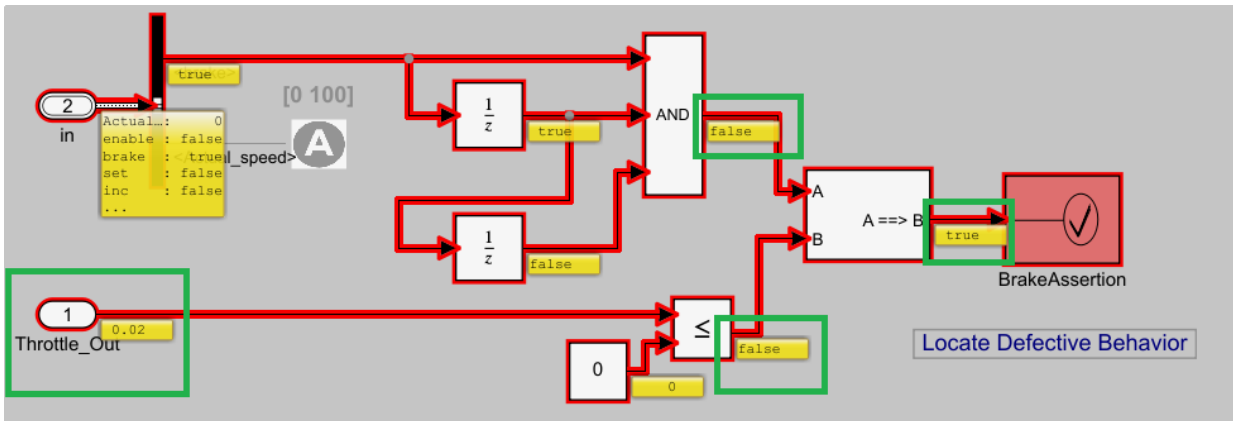 true
[0 100]
2
in
Actual…: 0
enable : false
brake : true
set : false
inc : false
...
A
_speed>
1
z
true
AND
false
1
z
false
A
A ==> B
B
true
BrakeAssertion
1
0.02
Throttle_Out
≤
false
0
0
Locate Defective Behavior